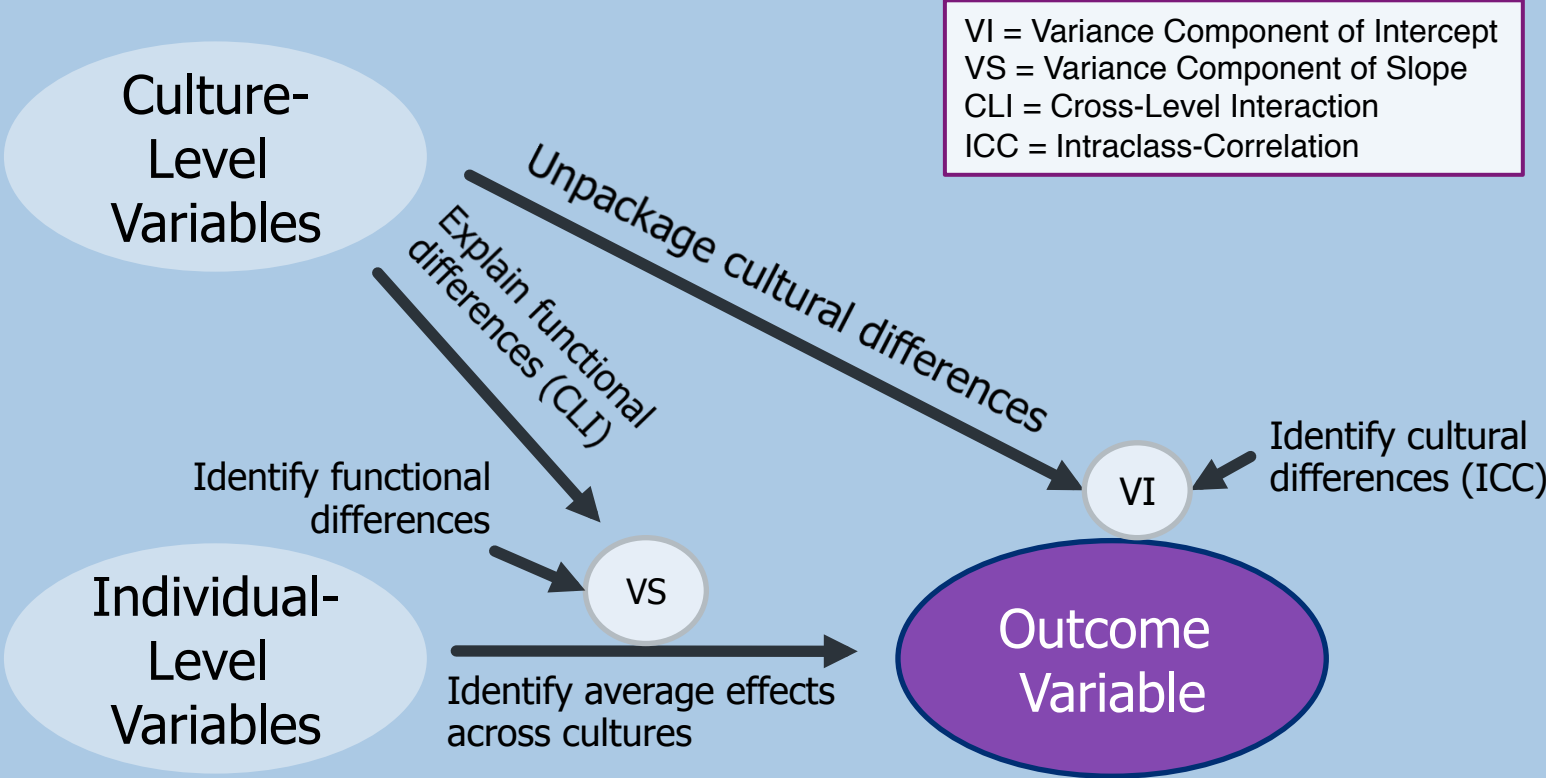 VI = Variance Component of Intercept
VS = Variance Component of Slope
CLI = Cross-Level Interaction
ICC = Intraclass-Correlation
Culture-
Level
Variables
Unpackage cultural differences
Explain functional
differences (CLI)
Identify cultural
differences (ICC)
VI
Identify functional
differences
VS
Individual-
Level
Variables
Identify average effects
across cultures
Outcome
Variable